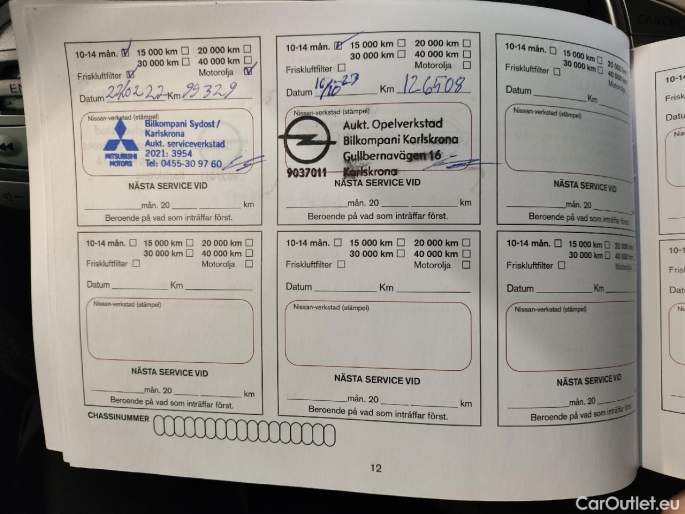 10-14 mån. 15 000 km 20 000 km
30 000 km 40 000 km
Friskluftfilter Motorolja
Datum 22/02 22 Km 99329
Nissan-verkstad (stämpel)
MITSUBISHI MOTORS
Bilkompani Sydost /
Karlskrona
Aukt. serviceverkstad
2021: 3954
Tel: 0455-30 97 60
NÄSTA SERVICE VID
mån. 20 km
Beroende på vad som inträffar först.
10-14 mån. 15 000 km 20 000 km
30 000 km 40 000 km
Friskluftfilter Motorolja
Datum 16/10-23 Km 126508
Nissan-verkstad (stämpel)
9037011
Aukt. Opelverkstad
Bilkompani Karlskrona
Gullbernavägen 16
Karlskrona
NÄSTA SERVICE VID
mån. 20 km
Beroende på vad som inträffar först.
10-14 mån. 15 000 km 20 000
30 000 km 40 000
Friskluftfilter Motorolja
Datum Km
Nissan-verkstad (stämpel)
NÄSTA SERVICE VID
mån. 20
Beroende på vad som inträffar först.
10-14 mån. 15 000 km 20 000 km
30 000 km 40 000 km
Friskluftfilter Motorolja
Datum Km
Nissan-verkstad (stämpel)
NÄSTA SERVICE VID
mån. 20 km
Beroende på vad som inträffar först.
10-14 mån. 15 000 km 20 000 km
30 000 km 40 000 km
Friskluftfilter Motorolja
Datum Km
Nissan-verkstad (stämpel)
NÄSTA SERVICE VID
mån. 20 km
Beroende på vad som inträffar först.
10-14 mån. 15 000 km 20 000
30 000 km
Friskluftfilter Motorolja
Datum Km
Nissan-verkstad (stämpel)
NÄSTA SERVICE VID
mån. 20
Beroende på vad som inträffar först.
CHASSINUMMER
12
CarOutlet.eu